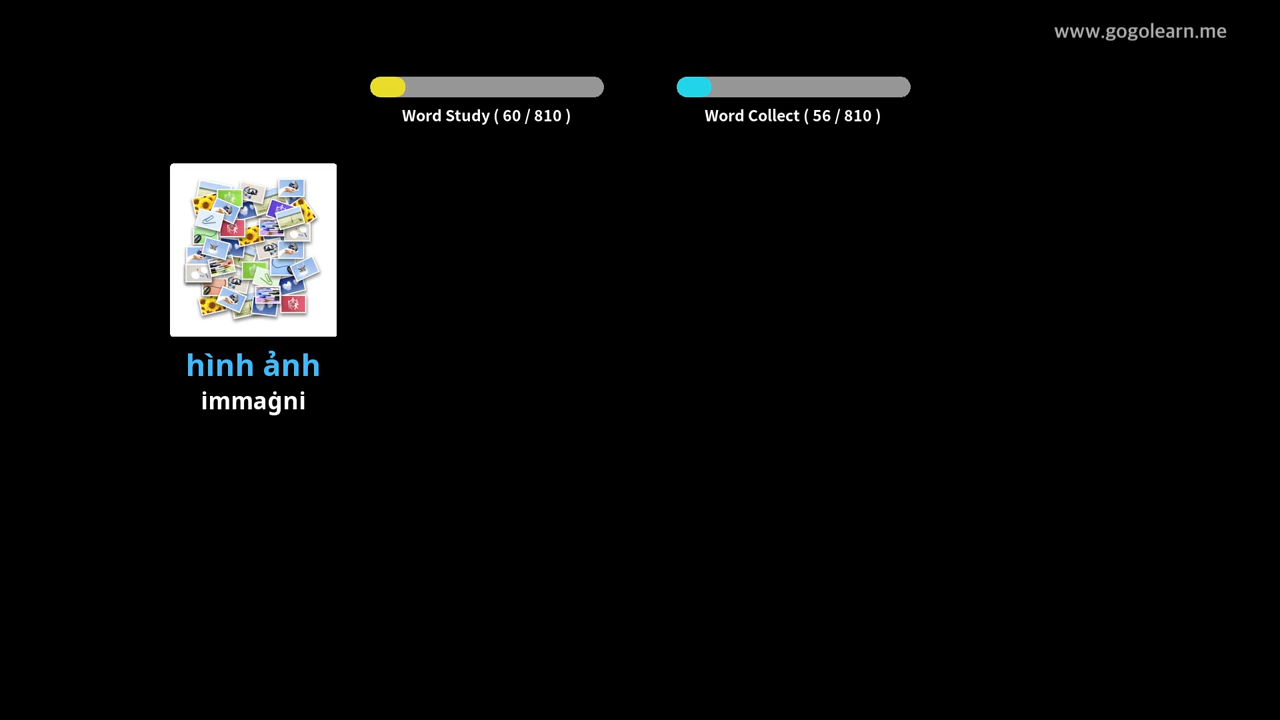 www.gogolearn.me
Word Study ( 60 / 810 )
Word Collect ( 56 / 810 )
hình ảnh
immaġni